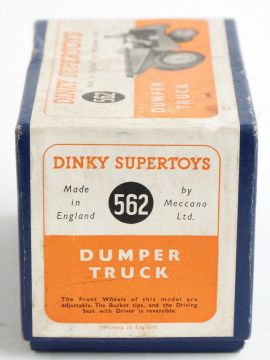 DINKY SUPERTOYS
562
DUMPER
TRUCK
DINKY SUPERTOYS
Made
in
England
562
by
Meccano
Ltd.
DUMPER
TRUCK
The Front Wheels of this model are
adjustable. The Bucket tips, and the Driving
Seat with Driver is reversible.
Printed in England